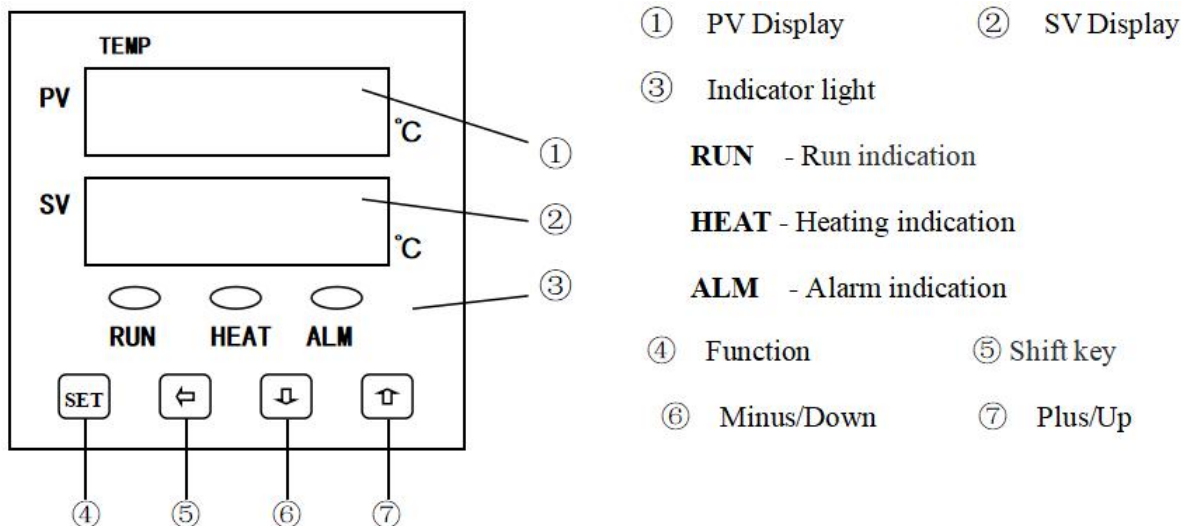 TEMP
PV
°C
①
SV
②
°C
③
RUN HEAT ALM
SET ⇦ ⇩ ⇧
④ ⑤ ⑥ ⑦
① PV Display ② SV Display
③ Indicator light
RUN - Run indication
HEAT - Heating indication
ALM - Alarm indication
④ Function ⑤ Shift key
⑥ Minus/Down ⑦ Plus/Up